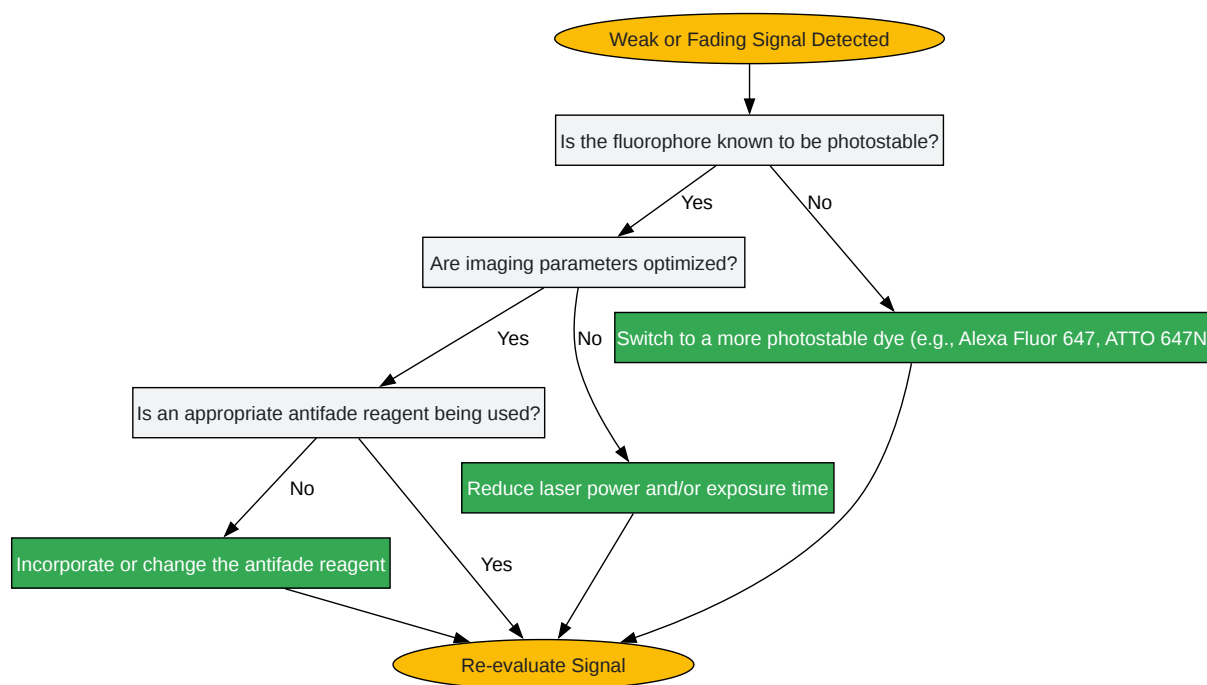 Weak or Fading Signal Detected
Is the fluorophore known to be photostable?
Yes
No
Are imaging parameters optimized?
Switch to a more photostable dye (e.g., Alexa Fluor 647, ATTO 647N
Yes
No
Is an appropriate antifade reagent being used?
Reduce laser power and/or exposure time
No
Incorporate or change the antifade reagent
Yes
Re-evaluate Signal